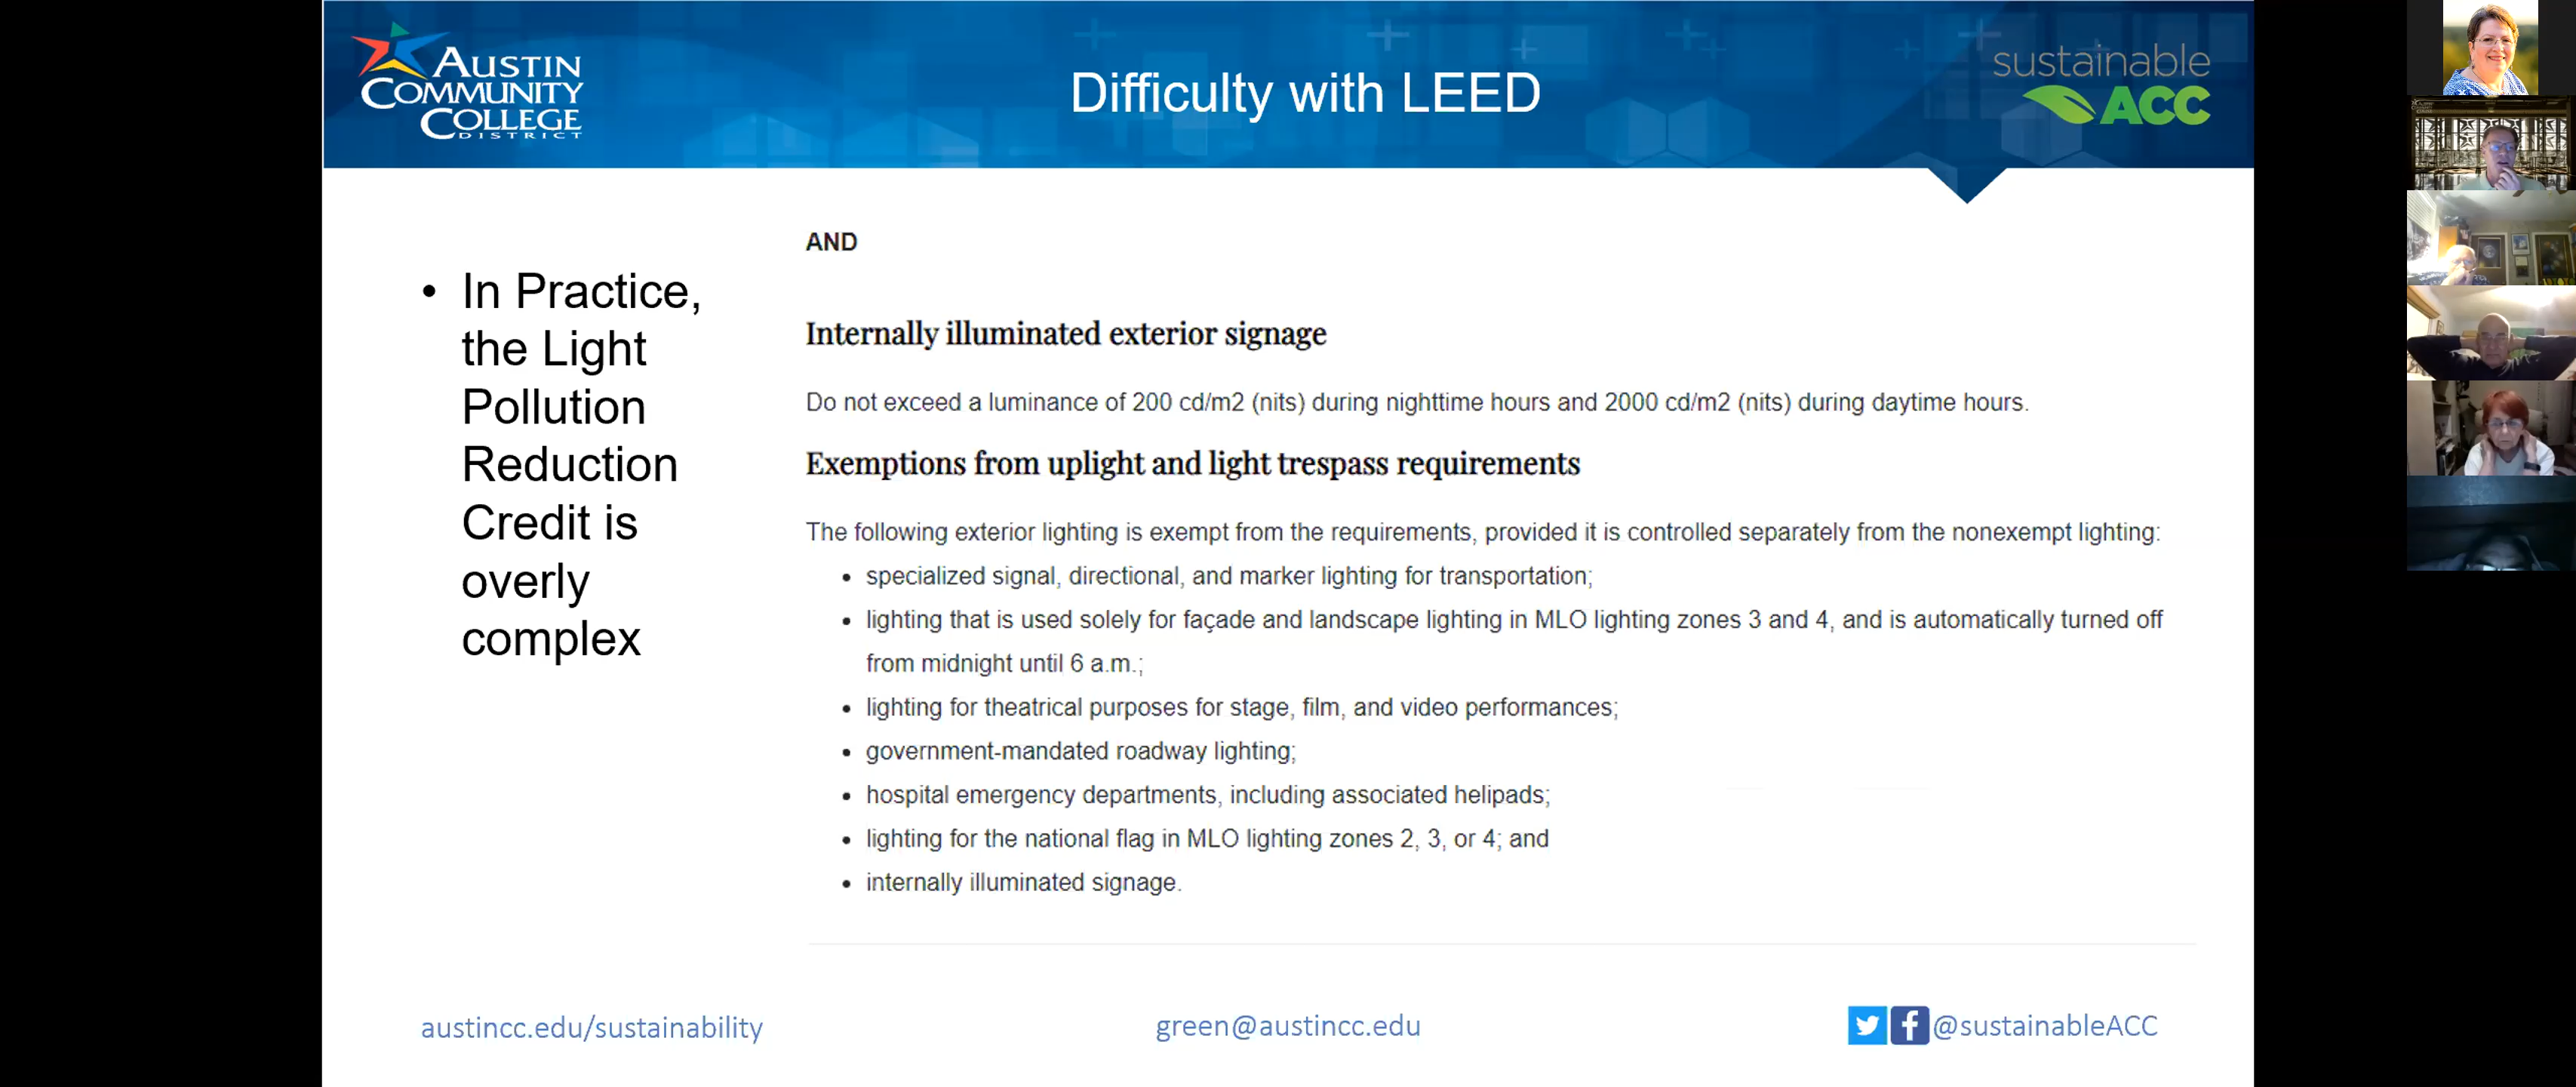 AUSTIN
COMMUNITY
COLLEGE
DISTRICT
Difficulty with LEED
sustainable
ACC
• In Practice,
the Light
Pollution
Reduction
Credit is
overly
complex
AND
Internally illuminated exterior signage
Do not exceed a luminance of 200 cd/m2 (nits) during nighttime hours and 2000 cd/m2 (nits) during daytime hours.
Exemptions from uplight and light trespass requirements
The following exterior lighting is exempt from the requirements, provided it is controlled separately from the nonexempt lighting:
• specialized signal, directional, and marker lighting for transportation;
• lighting that is used solely for façade and landscape lighting in MLO lighting zones 3 and 4, and is automatically turned off
from midnight until 6 a.m.;
• lighting for theatrical purposes for stage, film, and video performances;
• government-mandated roadway lighting;
• hospital emergency departments, including associated helipads;
• lighting for the national flag in MLO lighting zones 2, 3, or 4; and
• internally illuminated signage.
austincc.edu/sustainability
green@austincc.edu
@sustainableACC